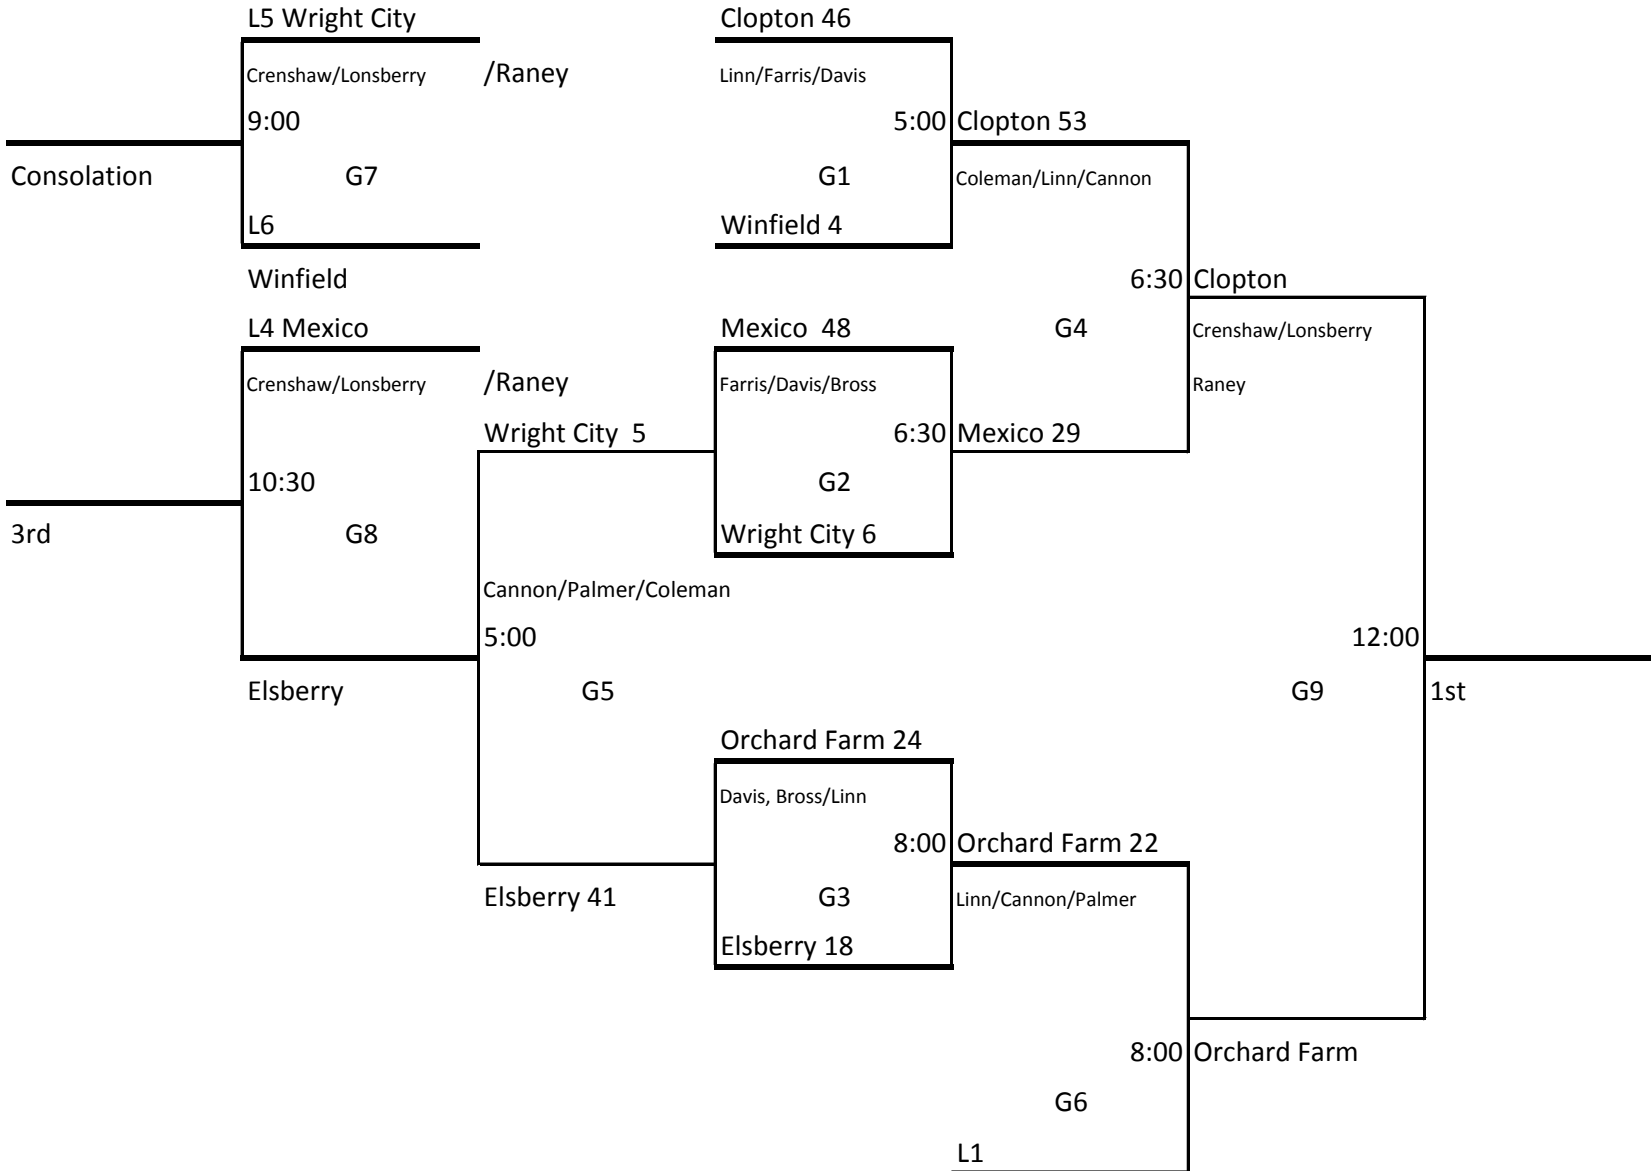 L5 Wright City
Clopton 46
Crenshaw/Lonsberry
/Raney
Linn/Farris/Davis
9:00
5:00
Clopton 53
Consolation
G7
G1
Coleman/Linn/Cannon
L6
Winfield 4
Winfield
6:30
Clopton
L4 Mexico
Mexico 48
G4
Crenshaw/Lonsberry
Crenshaw/Lonsberry
/Raney
Farris/Davis/Bross
Raney
Wright City 5
6:30
Mexico 29
10:30
G2
3rd
G8
Wright City 6
Cannon/Palmer/Coleman
5:00
12:00
Elsberry
G5
G9
1st
Orchard Farm 24
Davis, Bross/Linn
8:00
Orchard Farm 22
Elsberry 41
G3
Linn/Cannon/Palmer
Elsberry 18
8:00
Orchard Farm
G6
L1